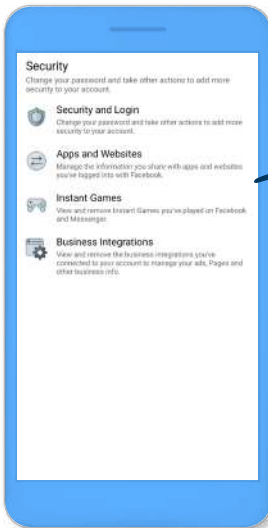 Security
Change your password and take other actions to add more
security to your account.
Security and Login
Change your password and take other actions to add more
security to your account.
Apps and Websites
Manage the information you share with apps and websites
you've logged into with Facebook.
Instant Games
View and remove Instant Games you've played on Facebook
and Messenger.
Business Integrations
View and remove the business integrations you've
connected to your account to manage your ads, Pages and
other business info.